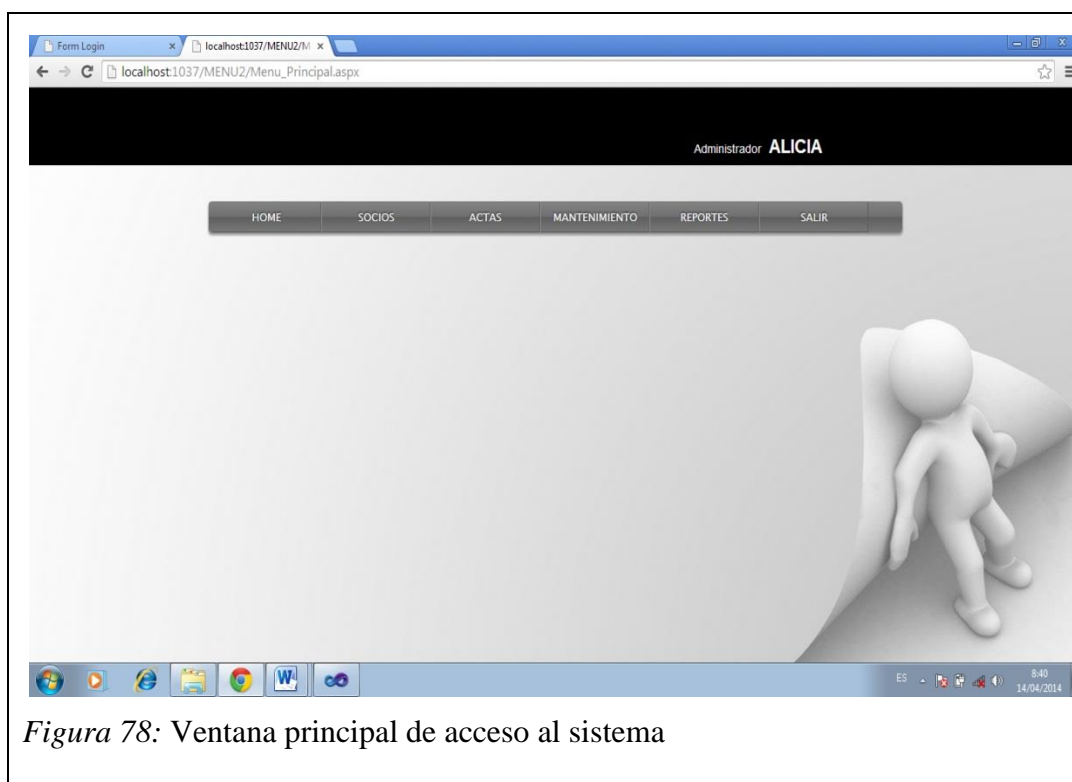 Form Login
localhost:1037/MENU2/M
localhost:1037/MENU2/Menu_Principal.aspx
Administrador ALICIA
HOME SOCIOS ACTAS MANTENIMIENTO REPORTES SALIR
ES 8:40
14/04/2014
Figura 78: Ventana principal de acceso al sistema